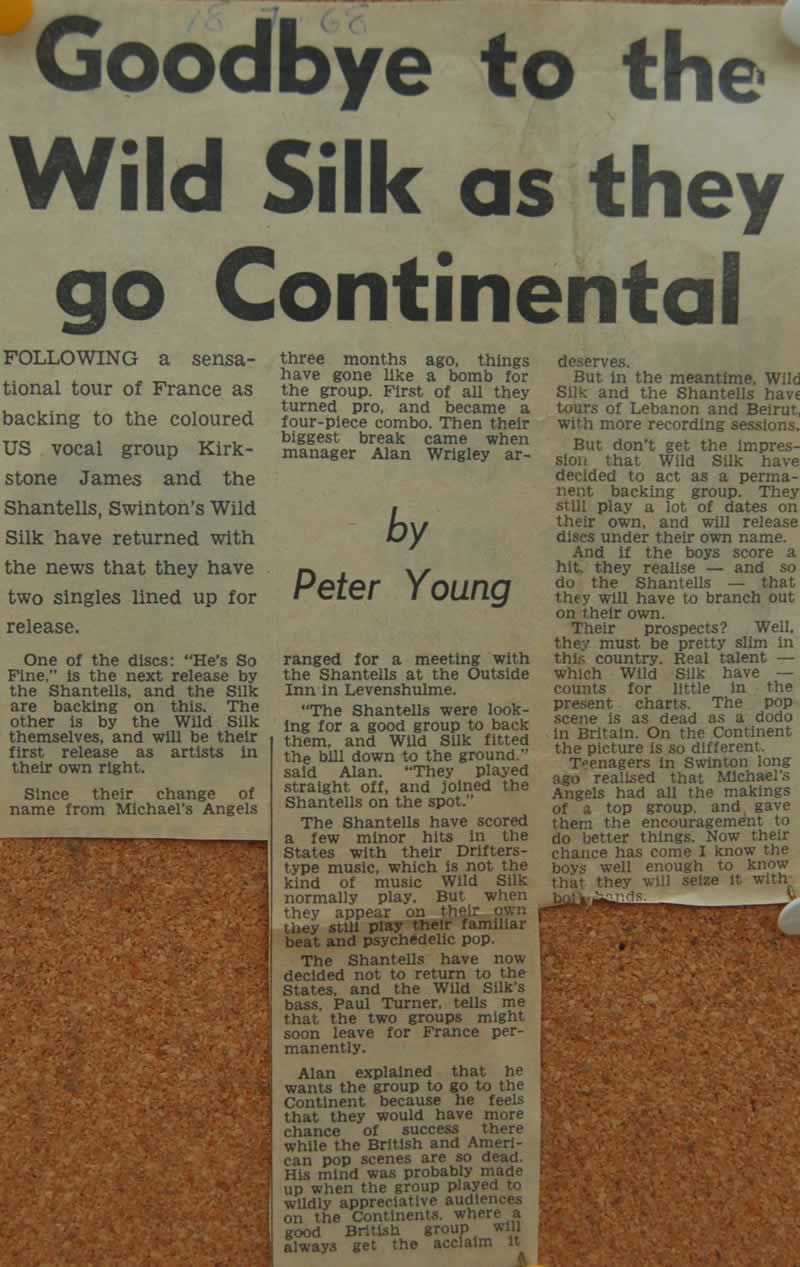 18 7 68
Goodbye to the
Wild Silk as they
go Continental
FOLLOWING a sensa-
tional tour of France as
backing to the coloured
US vocal group Kirk-
stone James and the
Shantells, Swinton's Wild
Silk have returned with
the news that they have
two singles lined up for
release.
One of the discs: "He's So
Fine," is the next release by
the Shantells, and the Silk
are backing on this. The
other is by the Wild Silk
themselves, and will be their
first release as artists in
their own right.
Since their change of
name from Michael's Angels
three months ago, things
have gone like a bomb for
the group. First of all they
turned pro, and became a
four-piece combo. Then their
biggest break came when
manager Alan Wrigley ar-
by
Peter Young
ranged for a meeting with
the Shantells at the Outside
Inn in Levenshulme.
"The Shantells were look-
ing for a good group to back
them, and Wild Silk fitted
the bill down to the ground."
said Alan. "They played
straight off, and joined the
Shantells on the spot."
The Shantells have scored
a few minor hits in the
States with their Drifters-
type music, which is not the
kind of music Wild Silk
normally play. But when
they appear on their own
they still play their familiar
beat and psychedelic pop.
The Shantells have now
decided not to return to the
States, and the Wild Silk's
bass, Paul Turner, tells me
that the two groups might
soon leave for France per-
manently.
Alan explained that he
wants the group to go to the
Continent because he feels
that they would have more
chance of success there
while the British and Ameri-
can pop scenes are so dead.
His mind was probably made
up when the group played to
wildly appreciative audiences
on the Continents, where a
good British group will
always get the acclaim it
deserves.
But in the meantime, Wild
Silk and the Shantells have
tours of Lebanon and Beirut,
with more recording sessions.
But don't get the impres-
sion that Wild Silk have
decided to act as a perma-
nent backing group. They
still play a lot of dates on
their own, and will release
discs under their own name.
And if the boys score a
hit, they realise — and so
do the Shantells — that
they will have to branch out
on their own.
Their prospects? Well,
they must be pretty slim in
this country. Real talent —
which Wild Silk have —
counts for little in the
present charts. The pop
scene is as dead as a dodo
in Britain. On the Continent
the picture is so different.
Teenagers in Swinton long
ago realised that Michael's
Angels had all the makings
of a top group, and gave
them the encouragement to
do better things. Now their
chance has come I know the
boys well enough to know
that they will seize it with
both hands.